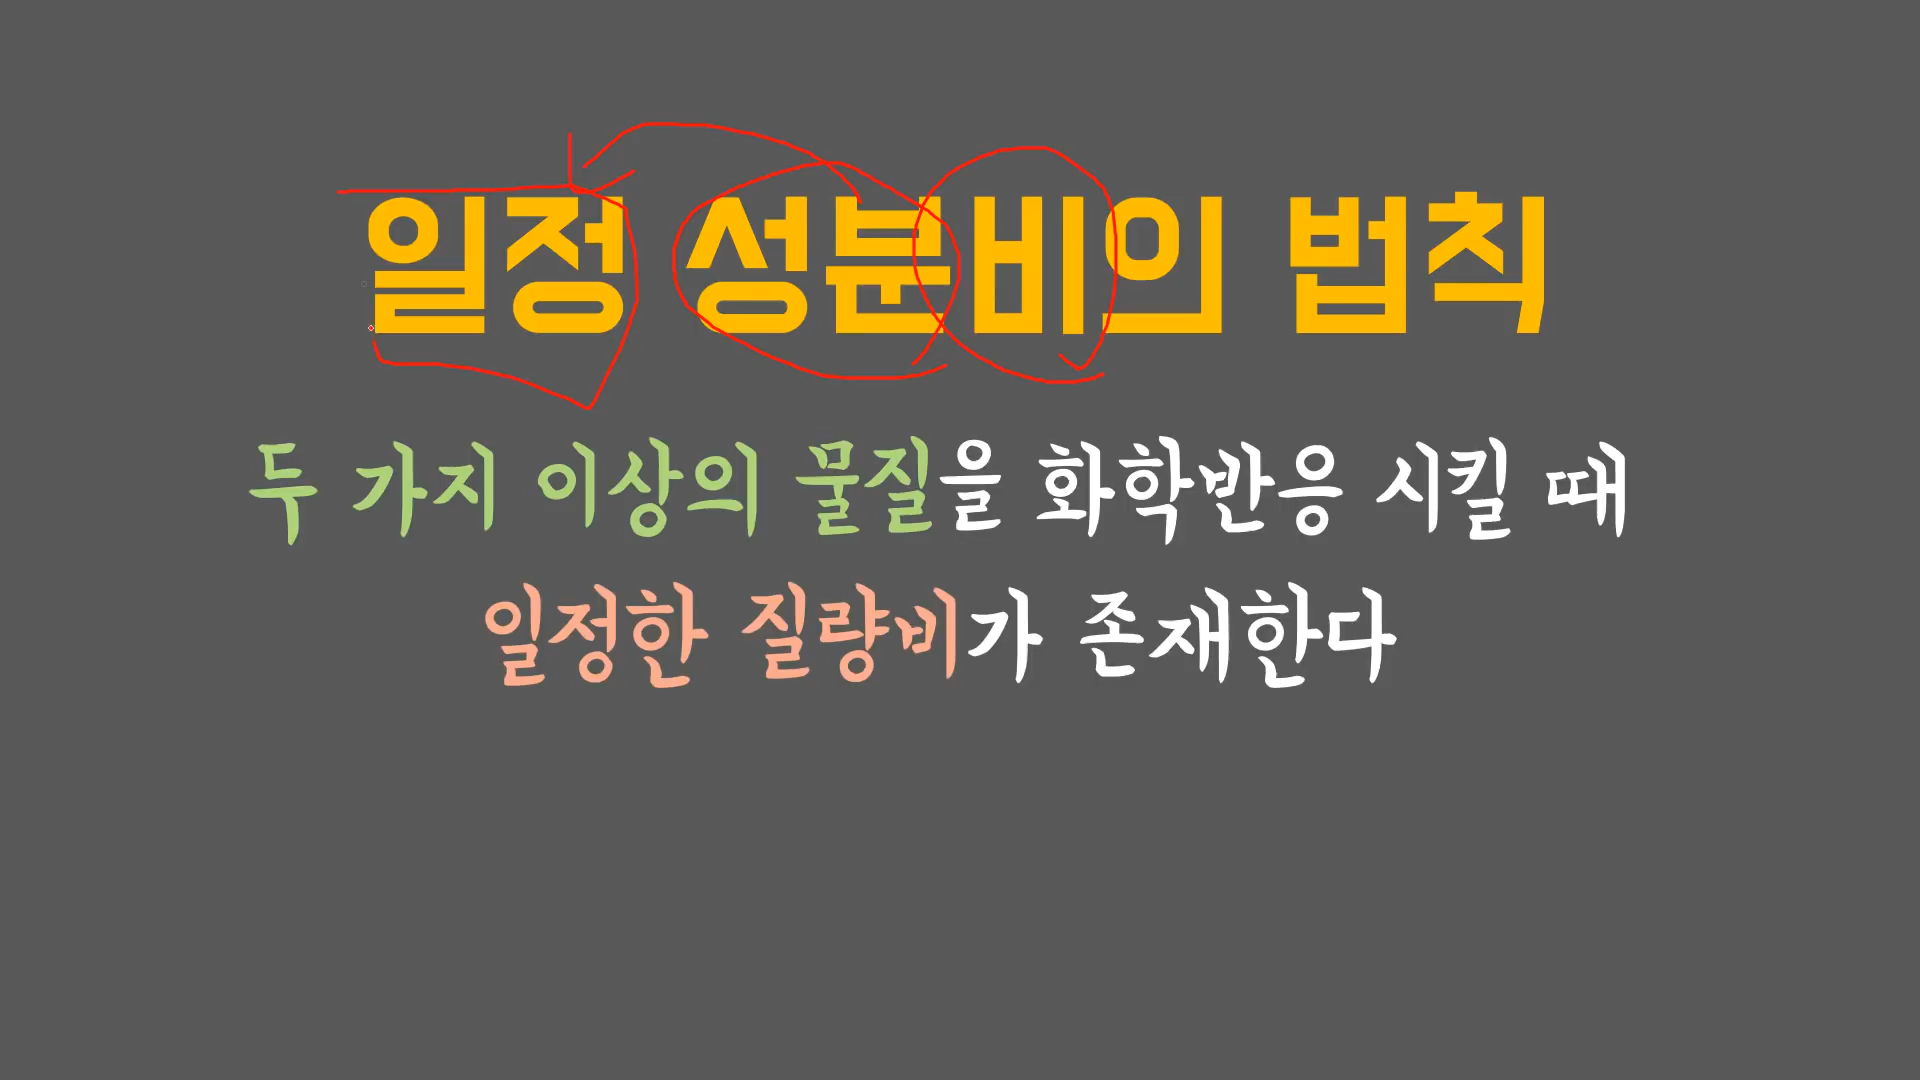 일정 성분비의 법칙
두 가지 이상의 물질을 화학반응 시킬 때
일정한 질량비가 존재한다